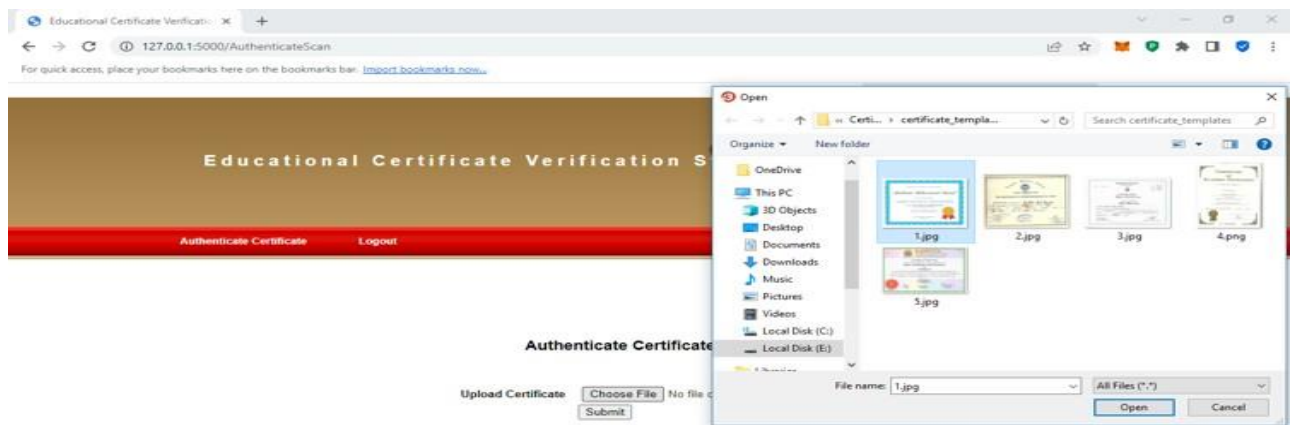 Educational Certificate Verificatio
127.0.0.1:5000/AuthenticateScan
For quick access, place your bookmarks here on the bookmarks bar. Import bookmarks now...
Educational Certificate Verification S
Authenticate Certificate Logout
Authenticate Certificate
Upload Certificate Choose File No file c
Submit
Open
Certi... › certificate_templa...
Search certificate_templates
Organize New folder
OneDrive
This PC
3D Objects
Desktop
Documents
Downloads
Music
Pictures
Videos
Local Disk (C:)
Local Disk (E:)
1.jpg 2.jpg 3.jpg 4.png
5.jpg
File name: 1.jpg All Files (*.*)
Open Cancel